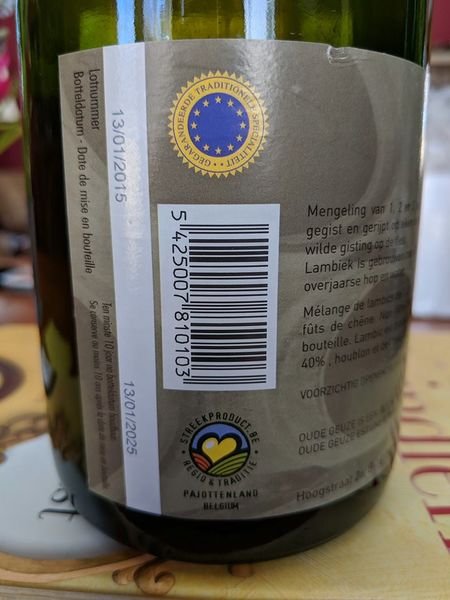 Lotnummer
Botteldatum - Date de mise en bouteille
13/01/2015
Ten minste 10 jaar na botteldatum houdbaar
Se conserve au moins 10 ans après la date de mise en bouteille
13/01/2025
GEGARANDEERDE TRADITIONELE SPECIALITEIT
5 425007 810103
STREEKPRODUCT.BE
REGIO & TRADITIE
PAJOTTENLAND
BELGIUM
Mengeling van 1, 2
gegist en gerijpt op
wilde gisting op de
Lambiek is gebrouwen
overjaarse hop en
Mélange de lambics
fûts de chêne.
bouteille. Lambic
40%, houblon et
VOORZICHTIG OPENEN
OUDE GEUZE
OUDE GEUZE
Hoogstraat